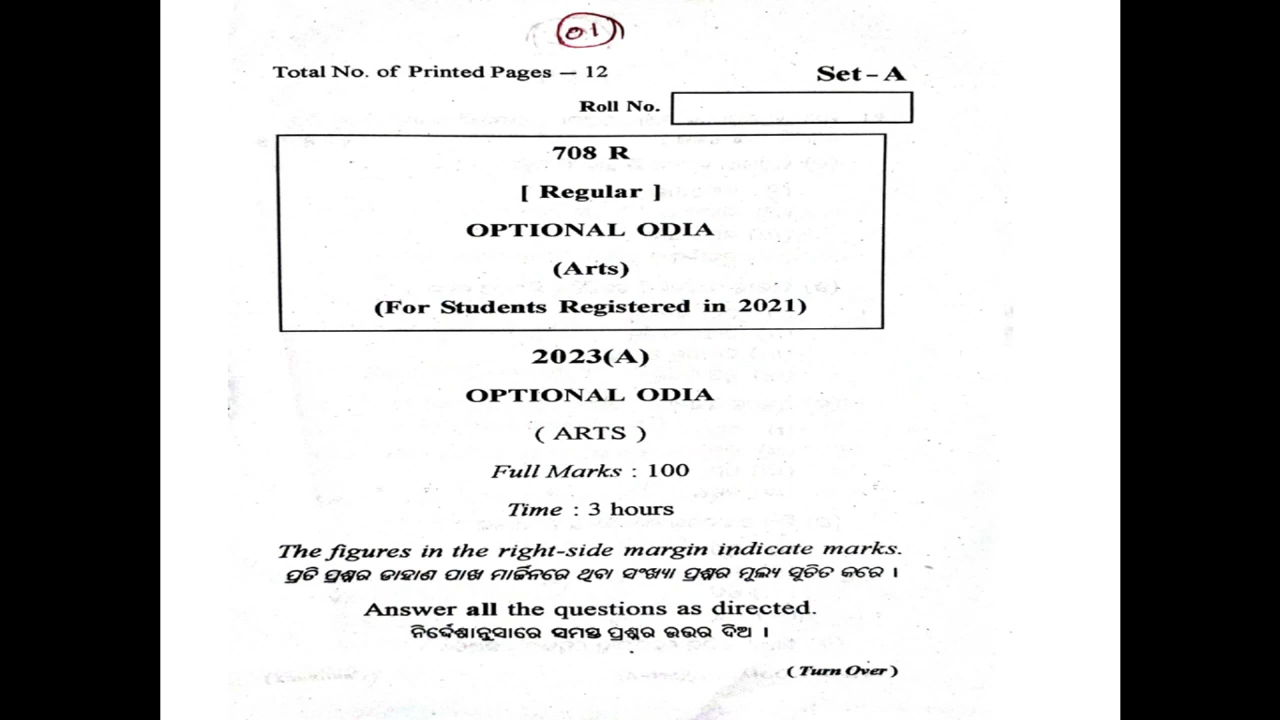 01
Total No. of Printed Pages — 12
Set - A
Roll No.
708 R
[ Regular ]
OPTIONAL ODIA
(Arts)
(For Students Registered in 2021)
2023(A)
OPTIONAL ODIA
( ARTS )
Full Marks : 100
Time : 3 hours
The figures in the right-side margin indicate marks.
ପ୍ରତି ପ୍ରଶ୍ନର ଡାହାଣ ପାଖ ମାର୍ଜିନରେ ଥିବା ସଂଖ୍ୟା ପ୍ରଶ୍ନର ମୂଲ୍ୟ ସୂଚିତ କରେ ।
Answer all the questions as directed.
ନିର୍ଦ୍ଦେଶାନୁସାରେ ସମସ୍ତ ପ୍ରଶ୍ନର ଉତ୍ତର ଦିଅ ।
( Turn Over )